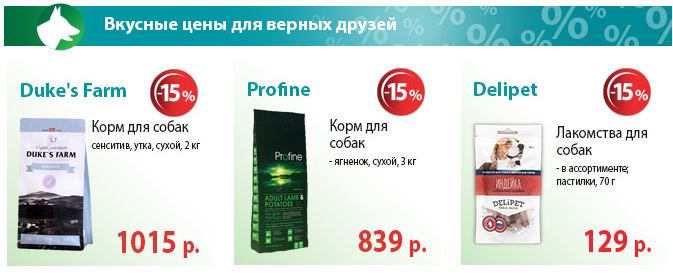 Вкусные цены для верных друзей
Duke's Farm
-15%
Корм для собак
сенситив, утка, сухой, 2 кг
DUKE'S FARM
1015 р.
Profine
-15%
Корм для
собак
- ягненок, сухой, 3 кг
Profine
ADULT LAMB &
POTATOES
839 р.
Delipet
-15%
Лакомства для
собак
- в ассортименте;
пастилки, 70 г
ИНДЕЙКА
DELIPET
129 р.